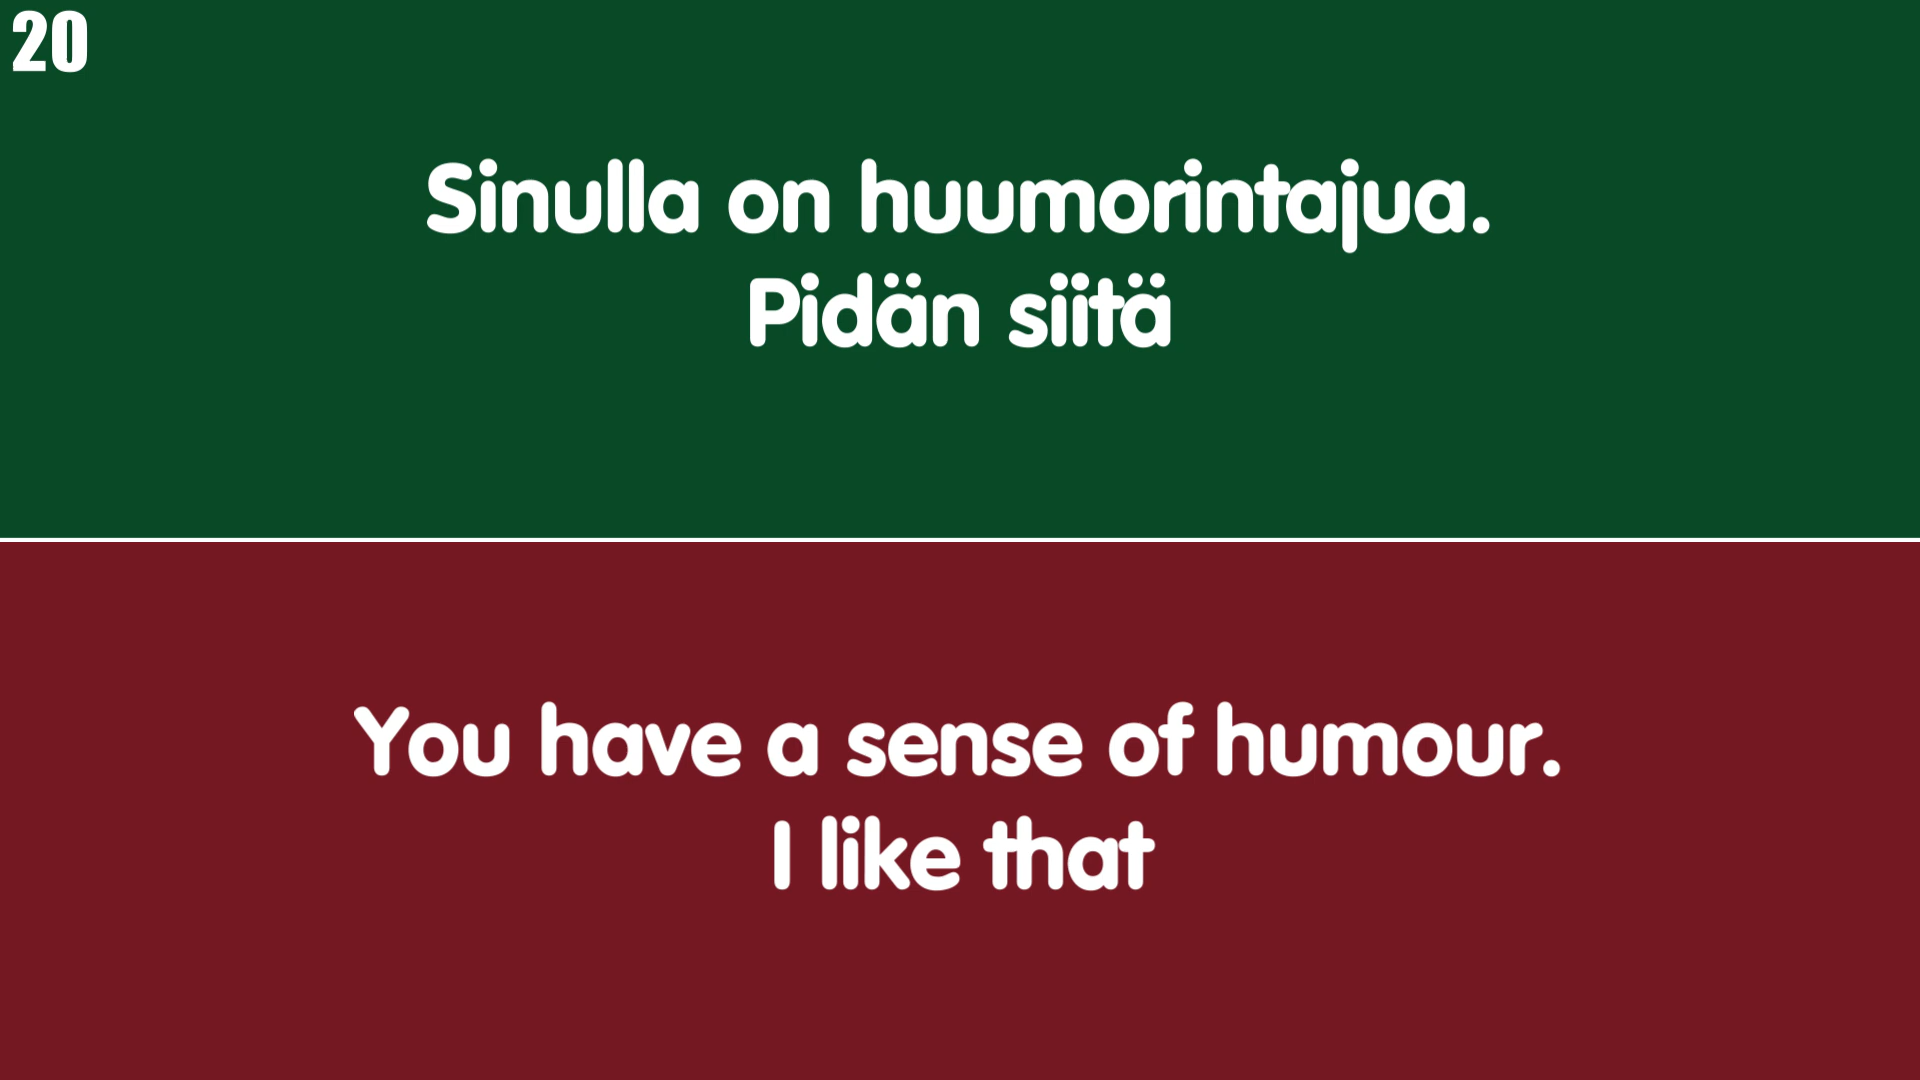 20
Sinulla on huumorintajua.
Pidän siitä
You have a sense of humour.
I like that